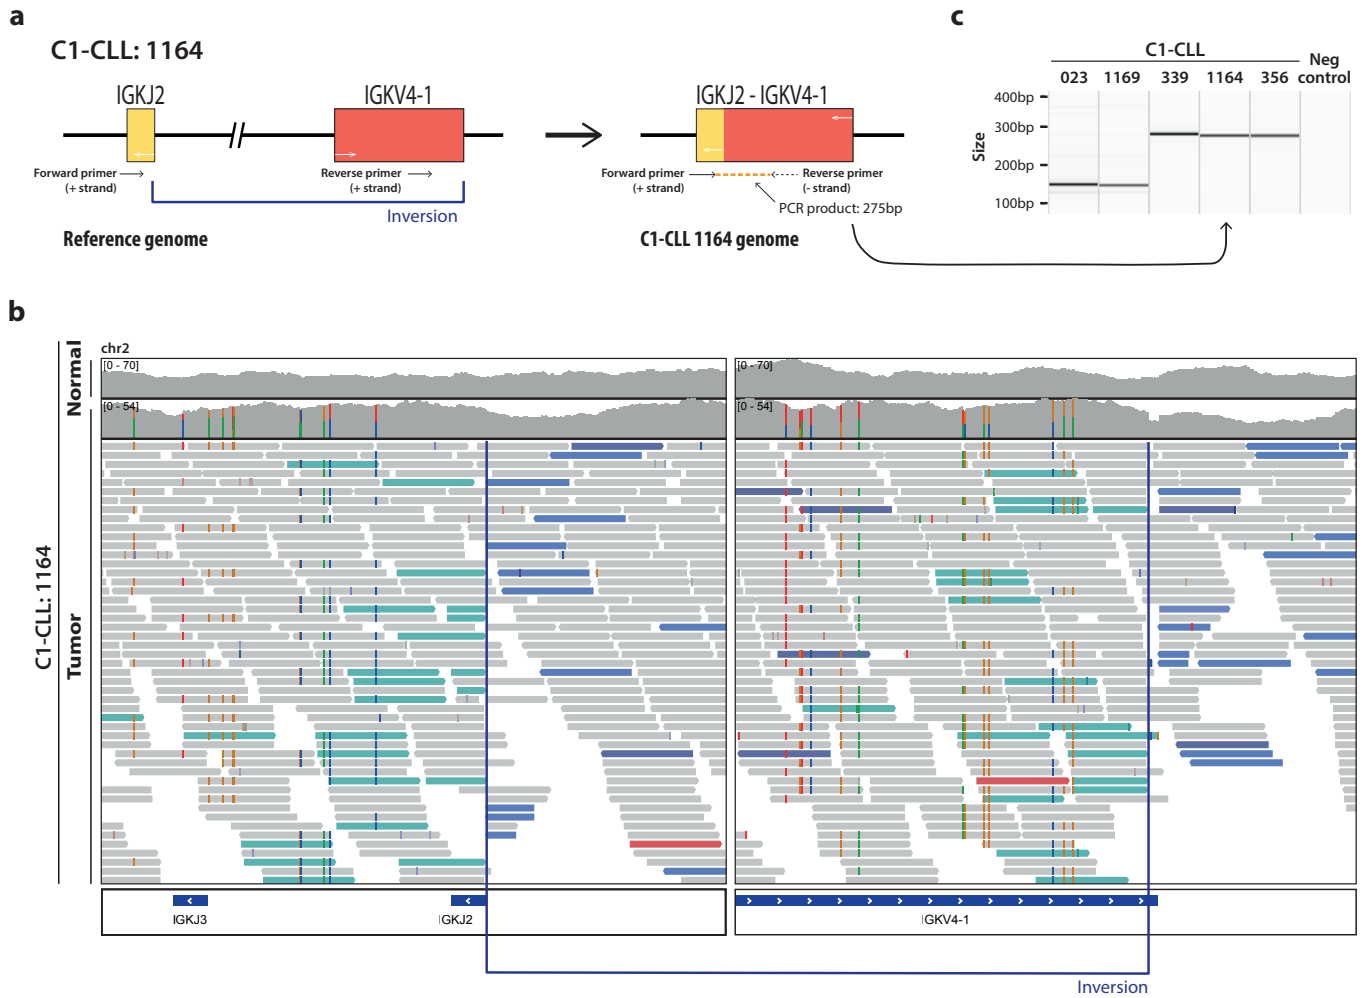 a
C1-CLL: 1164
IGKJ2
IGKV4-1
IGKJ2 - IGKV4-1
Forward primer
(+ strand)
Reverse primer
(+ strand)
Inversion
Forward primer
(+ strand)
Reverse primer
(- strand)
PCR product: 275bp
Reference genome
C1-CLL 1164 genome
c
C1-CLL
Neg
control
023
1169
339
1164
356
Size
400bp
300bp
200bp
100bp
b
C1-CLL: 1164
Normal
Tumor
chr2
[0 - 70]
[0 - 70]
[0 - 54]
[0 - 54]
IGKJ3
IGKJ2
IGKV4-1
Inversion